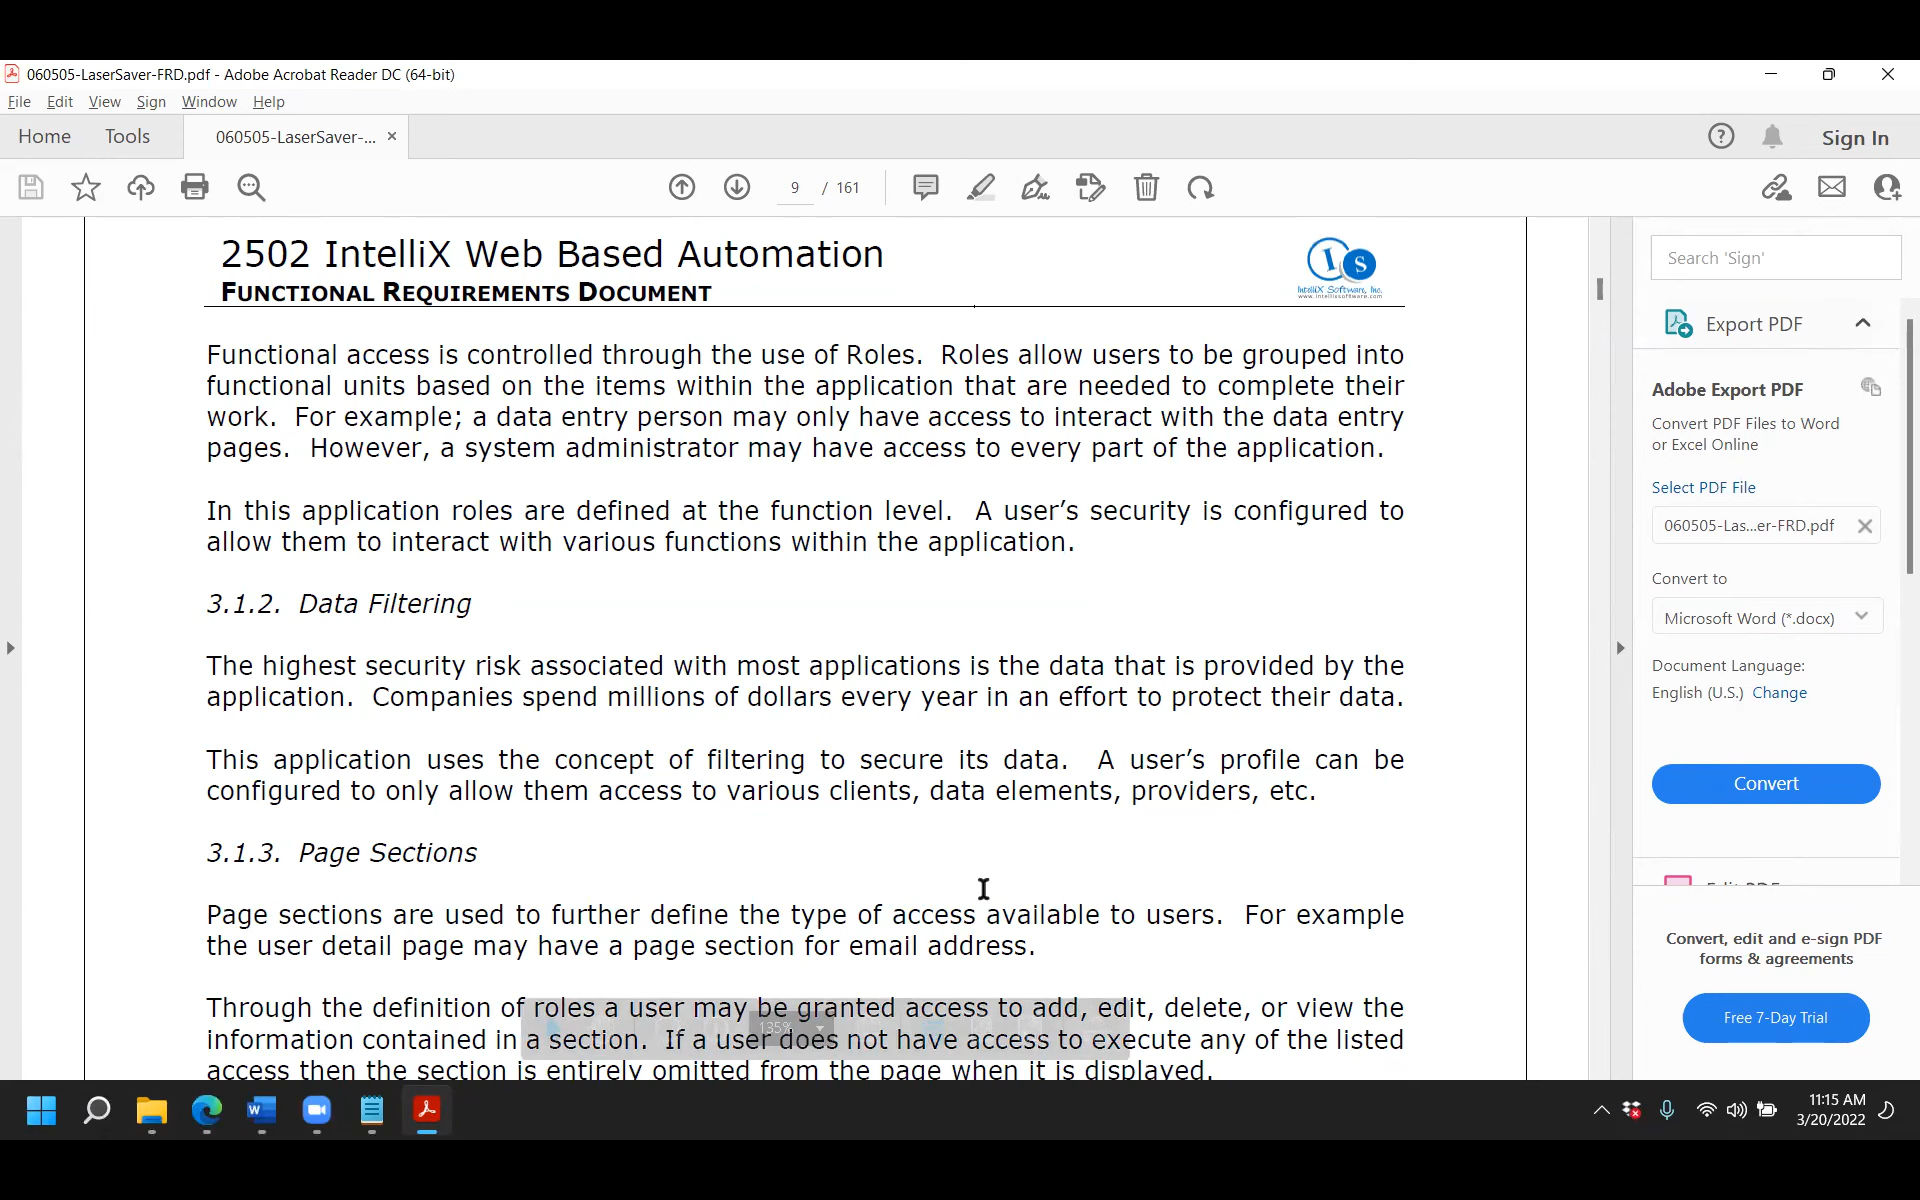 060505-LaserSaver-FRD.pdf - Adobe Acrobat Reader DC (64-bit)
File Edit View Sign Window Help
Home Tools 060505-LaserSaver-... Sign In
9 / 161
2502 IntelliX Web Based Automation
FUNCTIONAL REQUIREMENTS DOCUMENT
IS
IntelliX Software, Inc.
www.intellixsoftware.com
Functional access is controlled through the use of Roles. Roles allow users to be grouped into
functional units based on the items within the application that are needed to complete their
work. For example; a data entry person may only have access to interact with the data entry
pages. However, a system administrator may have access to every part of the application.
In this application roles are defined at the function level. A user’s security is configured to
allow them to interact with various functions within the application.
3.1.2. Data Filtering
The highest security risk associated with most applications is the data that is provided by the
application. Companies spend millions of dollars every year in an effort to protect their data.
This application uses the concept of filtering to secure its data. A user’s profile can be
configured to only allow them access to various clients, data elements, providers, etc.
3.1.3. Page Sections
Page sections are used to further define the type of access available to users. For example
the user detail page may have a page section for email address.
Through the definition of roles a user may be granted access to add, edit, delete, or view the
135%
information contained in a section. If a user does not have access to execute any of the listed
access then the section is entirely omitted from the page when it is displayed.
Search 'Sign'
Export PDF
Adobe Export PDF
Convert PDF Files to Word
or Excel Online
Select PDF File
060505-Las...er-FRD.pdf
Convert to
Microsoft Word (*.docx)
Document Language:
English (U.S.) Change
Convert
Edit PDF
Convert, edit and e-sign PDF
forms & agreements
Free 7-Day Trial
11:15 AM
3/20/2022